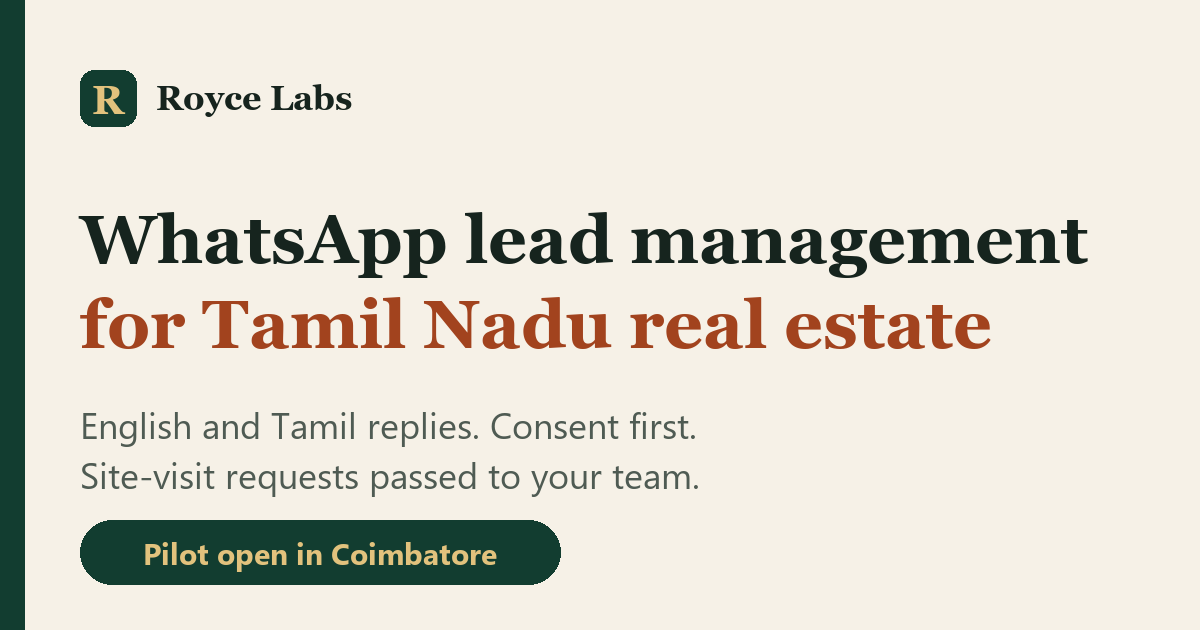 R
Royce Labs
WhatsApp lead management
for Tamil Nadu real estate
English and Tamil replies. Consent first.
Site-visit requests passed to your team.
Pilot open in Coimbatore